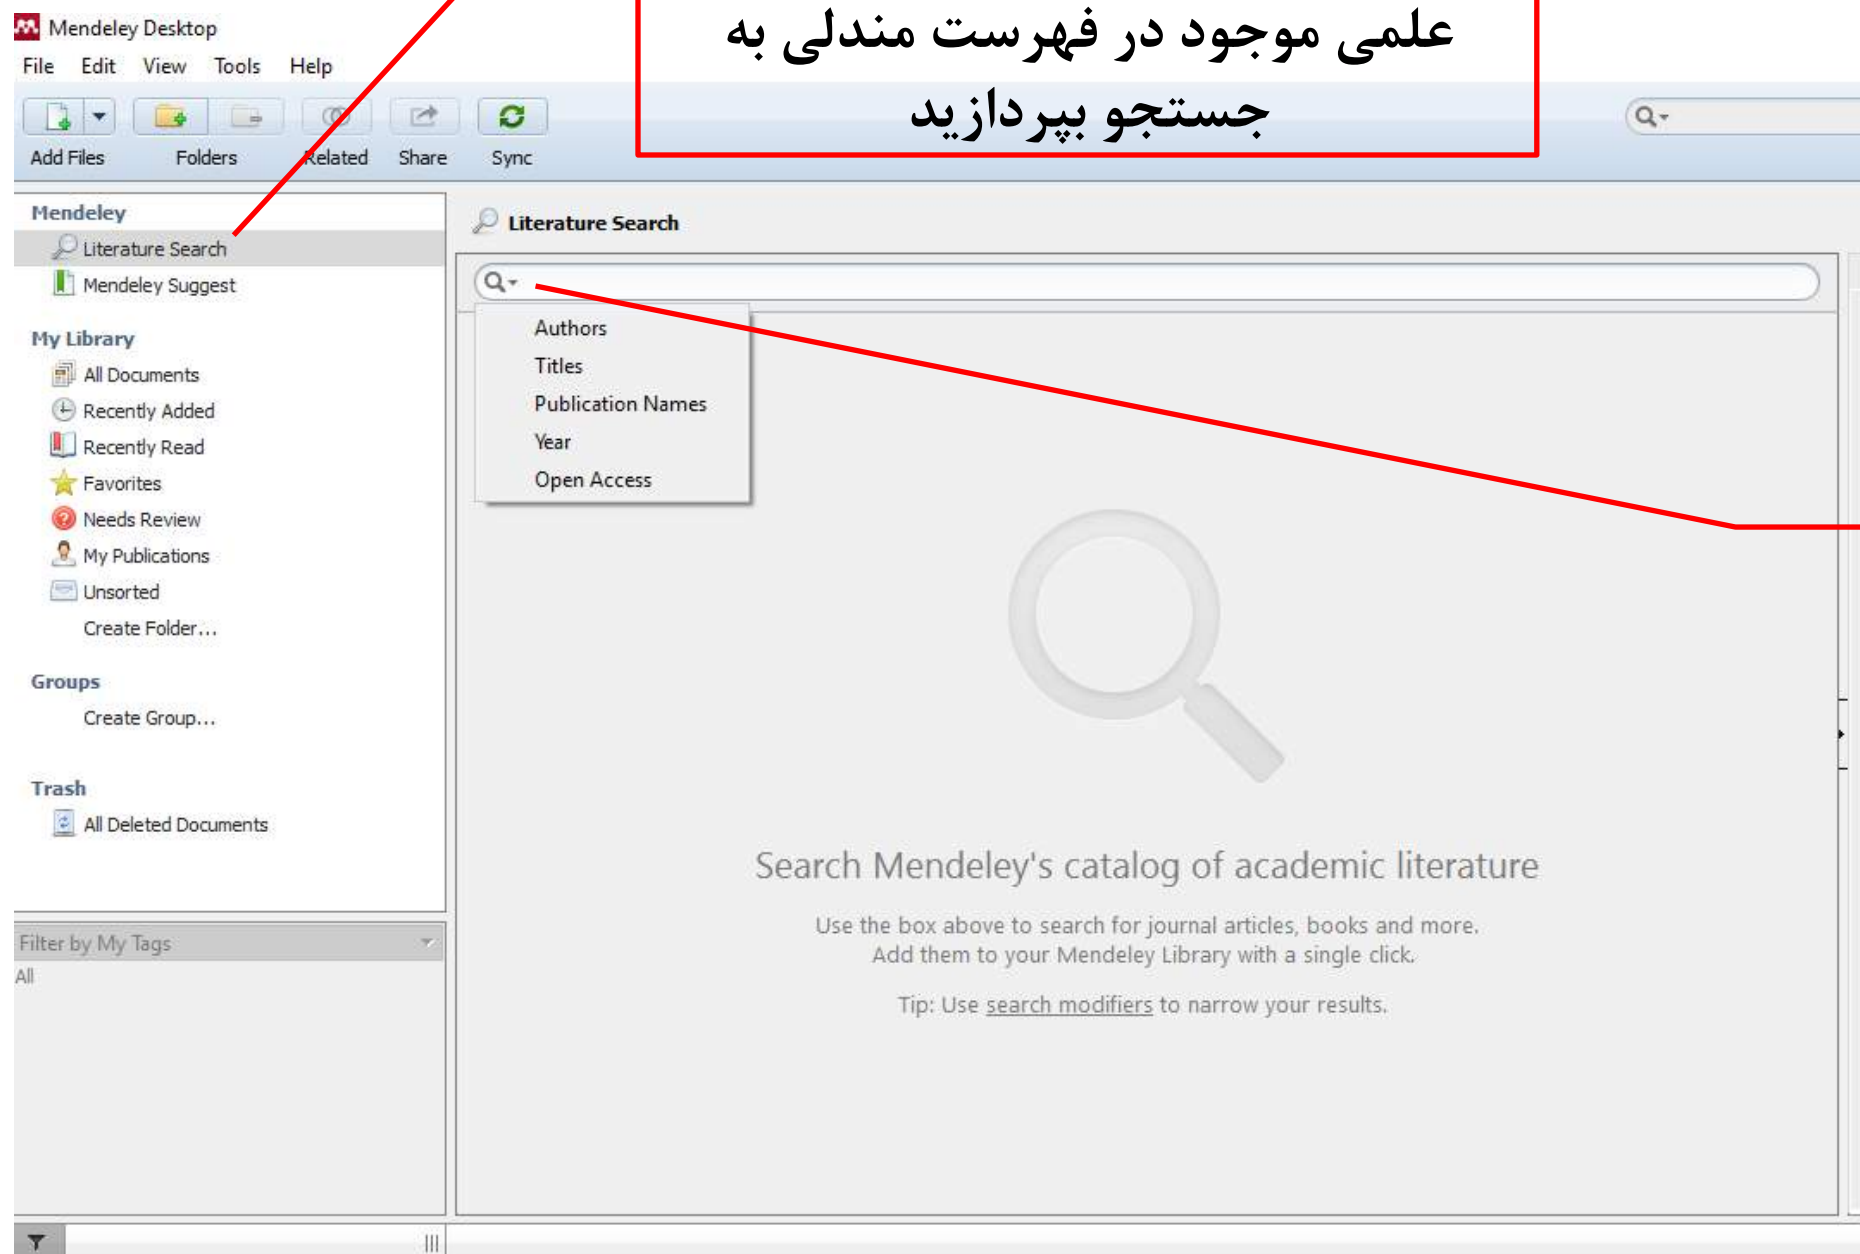 Mendeley Desktop
علمی موجود در فهرست مندلی به
جستجو بپردازید
File Edit View Tools Help
Add Files Folders Related Share Sync
Mendeley
Literature Search
Mendeley Suggest
My Library
All Documents
Recently Added
Recently Read
Favorites
Needs Review
My Publications
Unsorted
Create Folder...
Groups
Create Group...
Trash
All Deleted Documents
Filter by My Tags
All
Literature Search
Authors
Titles
Publication Names
Year
Open Access
Search Mendeley's catalog of academic literature
Use the box above to search for journal articles, books and more.
Add them to your Mendeley Library with a single click.
Tip: Use search modifiers to narrow your results.